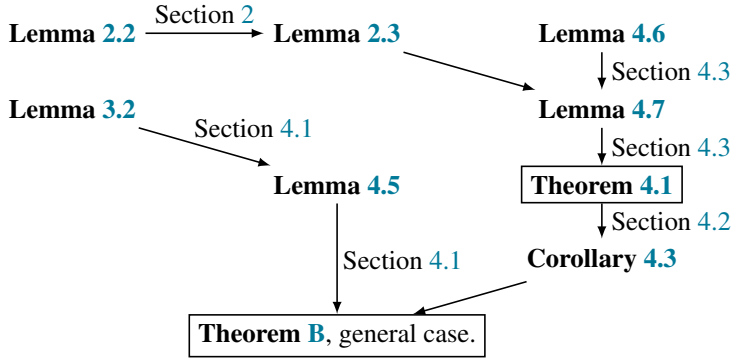 Section 2
Lemma 2.2
Lemma 2.3
Lemma 4.6
Section 4.3
Lemma 3.2
Section 4.1
Lemma 4.7
Section 4.3
Lemma 4.5
Theorem 4.1
Section 4.2
Section 4.1
Corollary 4.3
Theorem B, general case.